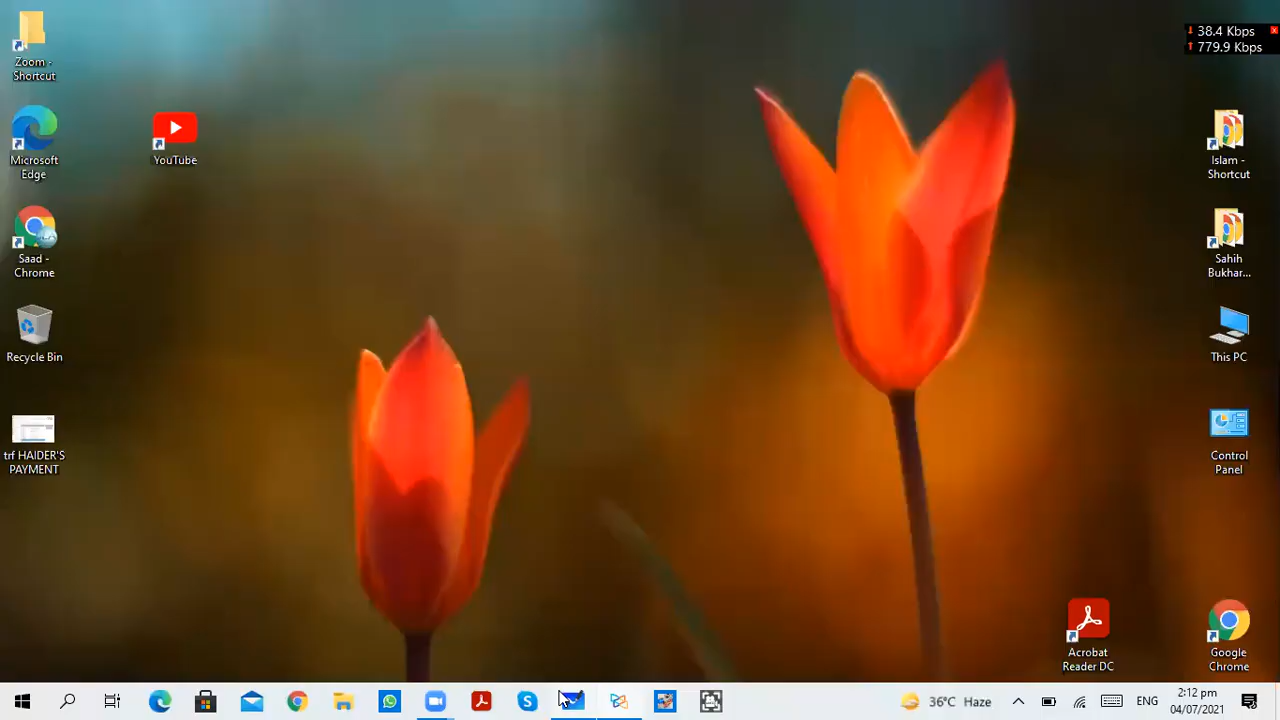 Zoom -
Shortcut
Microsoft
Edge
YouTube
Saad -
Chrome
Recycle Bin
trf HAIDER'S
PAYMENT
38.4 Kbps
779.9 Kbps
Islam -
Shortcut
Sahih
Bukhar...
This PC
Control
Panel
Acrobat
Reader DC
Google
Chrome
36°C Haze
ENG
2:12 pm
04/07/2021